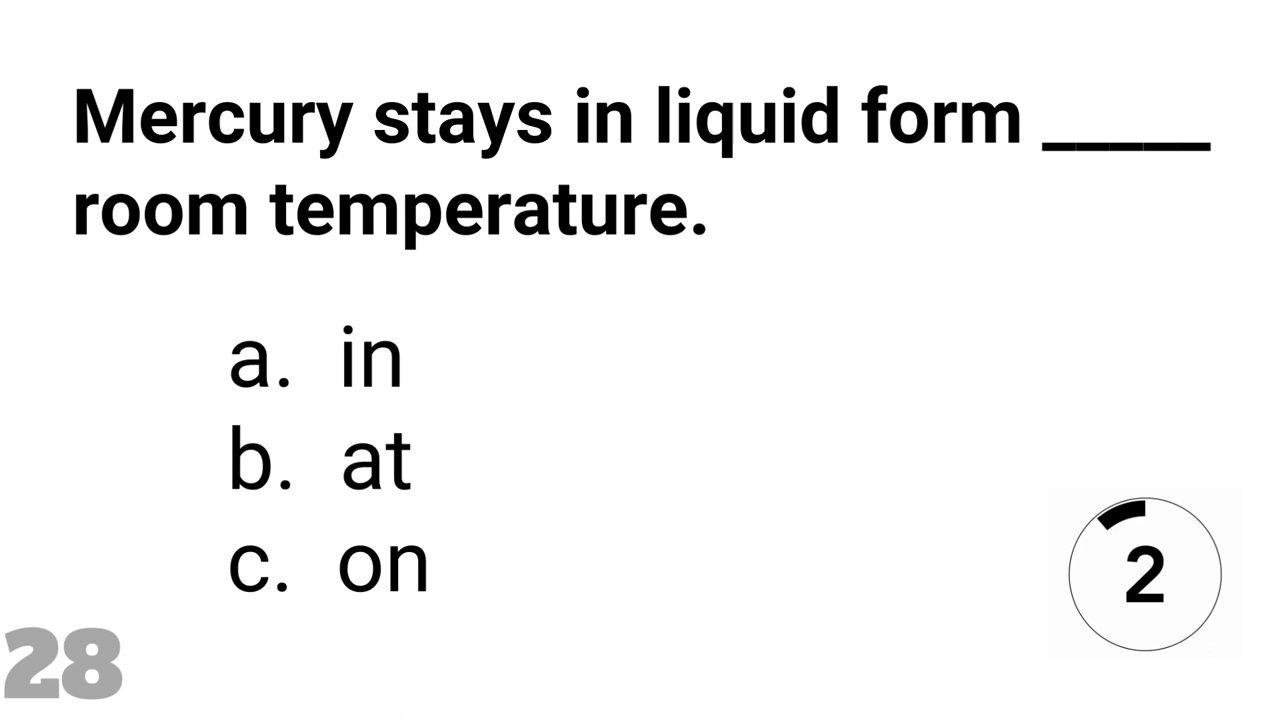 Mercury stays in liquid form _____
room temperature.
a. in
b. at
c. on
2
28